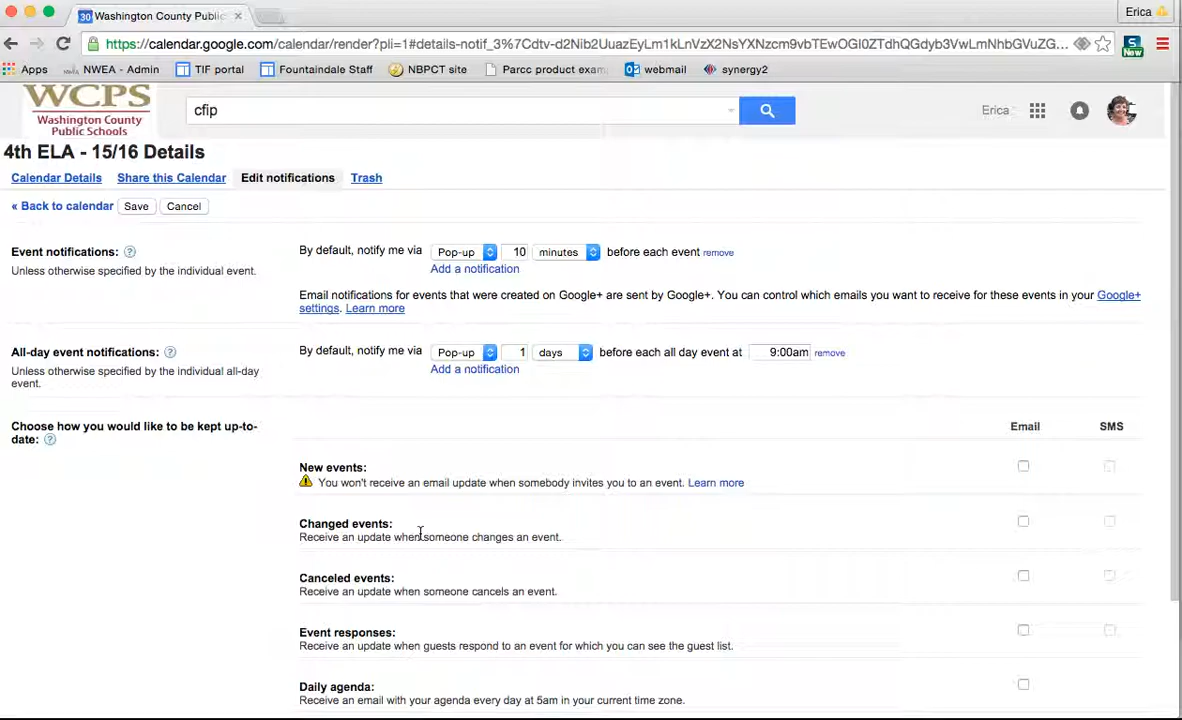 30 Washington County Public
Erica
https://calendar.google.com/calendar/render?pli=1#details-notif_3%7Cdtv-d2Nib2UuazEyLm1kLnVzX2NsYXNzcm9vbTEwOGI0ZTdhQGdyb3VwLmNhbGVuZG...
New
Apps NWEA - Admin TIF portal Fountaindale Staff NBPCT site Parcc product exam webmail synergy2
WCPS
Washington County
Public Schools
cfip
Erica
4th ELA - 15/16 Details
Calendar Details Share this Calendar Edit notifications Trash
« Back to calendar Save Cancel
Event notifications: ?
Unless otherwise specified by the individual event.
By default, notify me via Pop-up 10 minutes before each event remove
Add a notification
Email notifications for events that were created on Google+ are sent by Google+. You can control which emails you want to receive for these events in your Google+
settings. Learn more
All-day event notifications: ?
Unless otherwise specified by the individual all-day
event.
By default, notify me via Pop-up 1 days before each all day event at 9:00am remove
Add a notification
Choose how you would like to be kept up-to-
date: ?
Email SMS
New events:
You won't receive an email update when somebody invites you to an event. Learn more
Changed events:
Receive an update when someone changes an event.
Canceled events:
Receive an update when someone cancels an event.
Event responses:
Receive an update when guests respond to an event for which you can see the guest list.
Daily agenda:
Receive an email with your agenda every day at 5am in your current time zone.